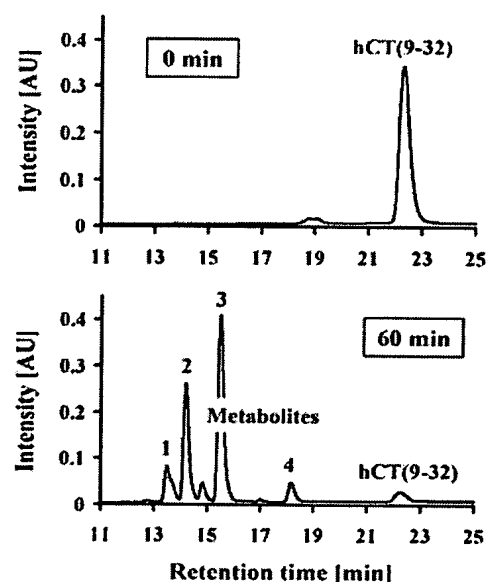 Intensity [AU]
0.4
0.3
0.2
0.1
0
0 min
hCT(9-32)
11 13 15 17 19 21 23 25
Intensity [AU]
0.4
0.3
0.2
0.1
0
60 min
1
2
3
Metabolites
4
hCT(9-32)
11 13 15 17 19 21 23 25
Retention time [min]